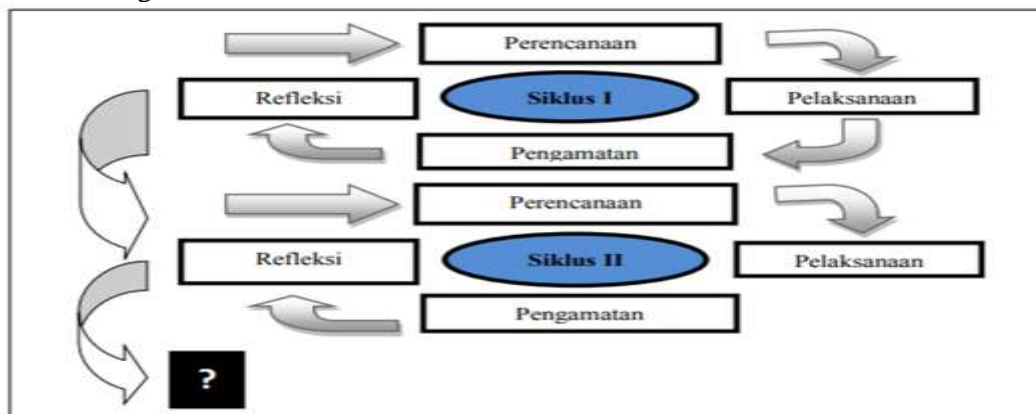 Perencanaan
Refleksi
Siklus I
Pelaksanaan
Pengamatan
Perencanaan
Refleksi
Siklus II
Pelaksanaan
Pengamatan
?